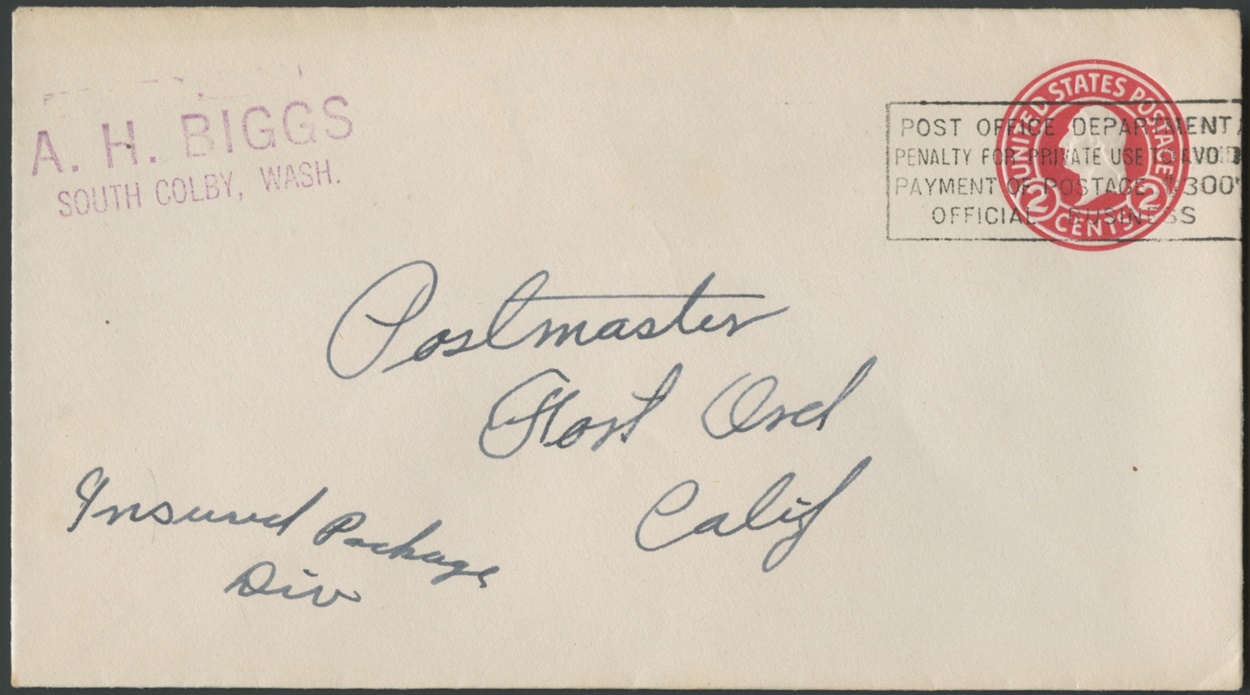 A. H. BIGGS
SOUTH COLBY, WASH.
UNITED STATES POSTAGE
2 CENTS 2
POST OFFICE DEPARTMENT
PENALTY FOR PRIVATE USE TO AVOID
PAYMENT OF POSTAGE $300
OFFICIAL BUSINESS
Postmaster
Fort Ord
Calif
Insured Package
Div